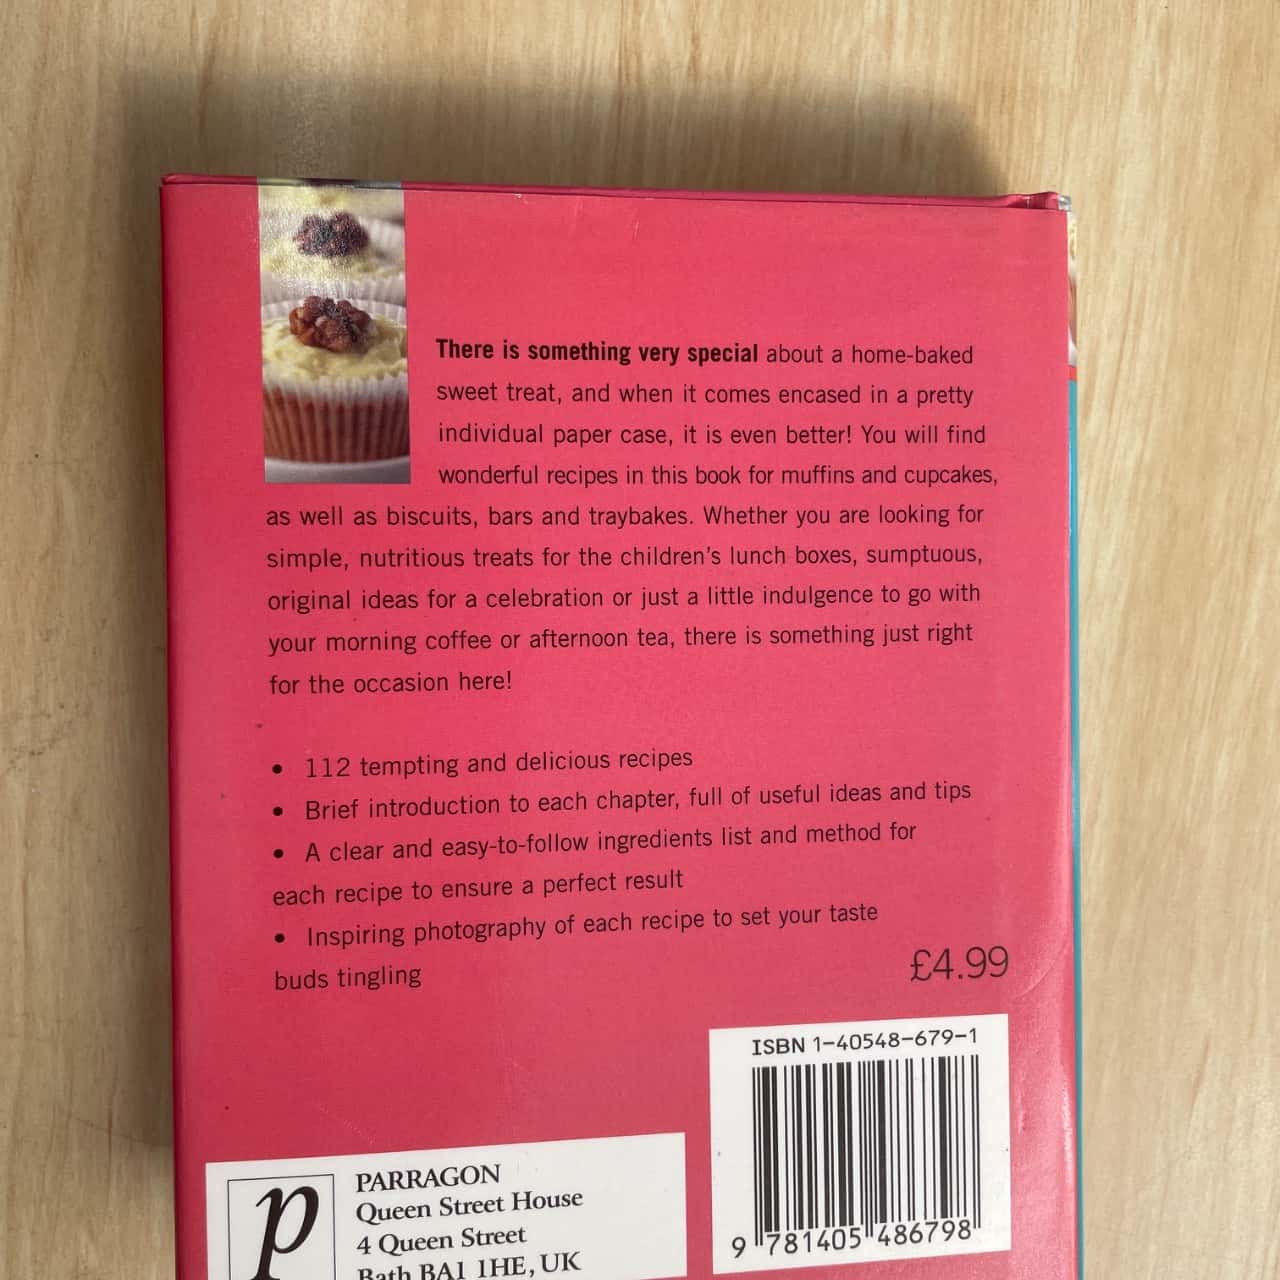 There is something very special about a home-baked
sweet treat, and when it comes encased in a pretty
individual paper case, it is even better! You will find
wonderful recipes in this book for muffins and cupcakes,
as well as biscuits, bars and traybakes. Whether you are looking for
simple, nutritious treats for the children's lunch boxes, sumptuous,
original ideas for a celebration or just a little indulgence to go with
your morning coffee or afternoon tea, there is something just right
for the occasion here!
• 112 tempting and delicious recipes
• Brief introduction to each chapter, full of useful ideas and tips
• A clear and easy-to-follow ingredients list and method for
each recipe to ensure a perfect result
• Inspiring photography of each recipe to set your taste
buds tingling
£4.99
ISBN 1-40548-679-1
9 781405 486798
p
PARRAGON
Queen Street House
4 Queen Street
Bath BA1 1HE, UK